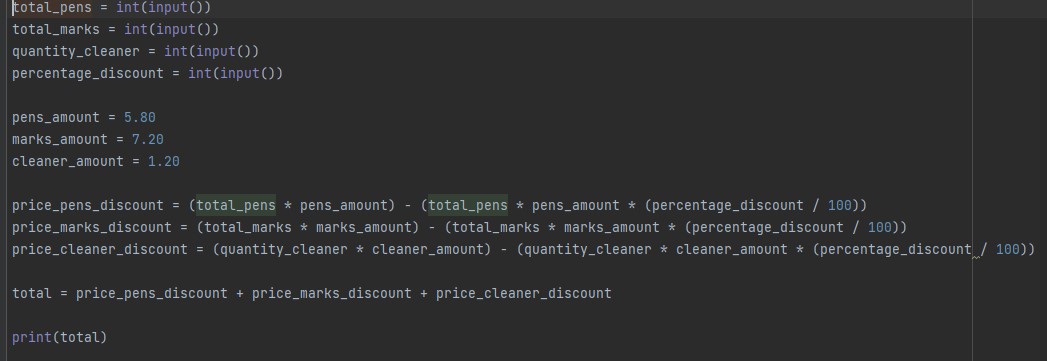 total_pens = int(input())
total_marks = int(input())
quantity_cleaner = int(input())
percentage_discount = int(input())
pens_amount = 5.80
marks_amount = 7.20
cleaner_amount = 1.20
price_pens_discount = (total_pens * pens_amount) - (total_pens * pens_amount * (percentage_discount / 100))
price_marks_discount = (total_marks * marks_amount) - (total_marks * marks_amount * (percentage_discount / 100))
price_cleaner_discount = (quantity_cleaner * cleaner_amount) - (quantity_cleaner * cleaner_amount * (percentage_discount / 100))
total = price_pens_discount + price_marks_discount + price_cleaner_discount
print(total)